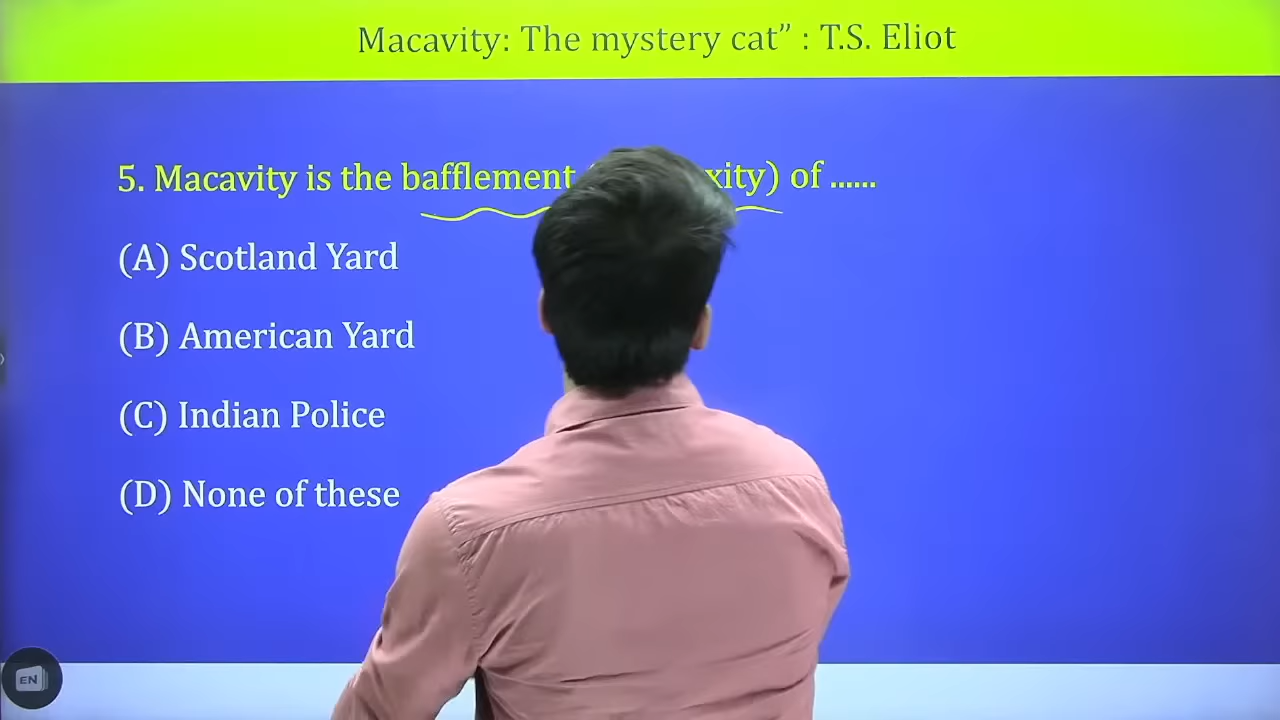 Macavity: The mystery cat” : T.S. Eliot
5. Macavity is the bafflement of ......
(A) Scotland Yard
(B) American Yard
(C) Indian Police
(D) None of these
EN